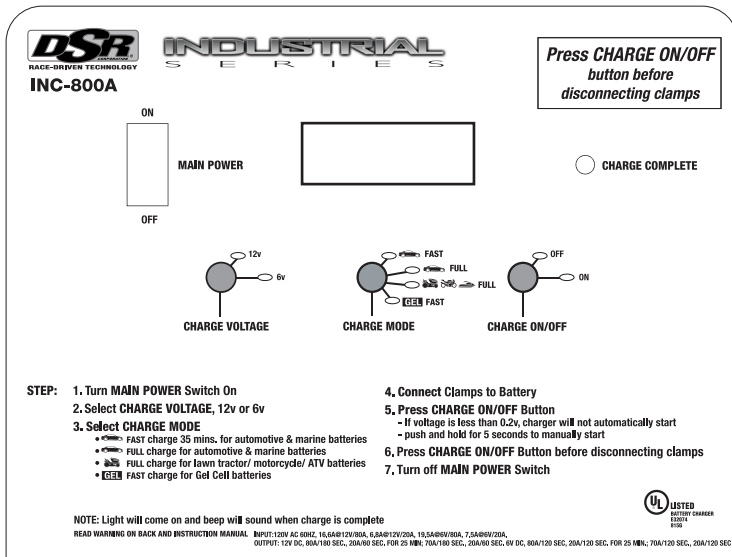 DSR
CORPORATION
RACE-DRIVEN TECHNOLOGY
INDUSTRIAL
SERIES
INC-800A
Press CHARGE ON/OFF
button before
disconnecting clamps
ON
MAIN POWER
OFF
CHARGE COMPLETE
12v
6v
CHARGE VOLTAGE
FAST
FULL
FULL
GEL FAST
CHARGE MODE
OFF
ON
CHARGE ON/OFF
STEP:
1. Turn MAIN POWER Switch On
2. Select CHARGE VOLTAGE, 12v or 6v
3. Select CHARGE MODE
• FAST charge 35 mins. for automotive & marine batteries
• FULL charge for automotive & marine batteries
• FULL charge for lawn tractor/ motorcycle/ ATV batteries
• GEL FAST charge for Gel Cell batteries
4. Connect Clamps to Battery
5. Press CHARGE ON/OFF Button
- If voltage is less than 0.2v, charger will not automatically start
- push and hold for 5 seconds to manually start
6. Press CHARGE ON/OFF Button before disconnecting clamps
7. Turn off MAIN POWER Switch
UL LISTED
BATTERY CHARGER
E32074
815G
NOTE: Light will come on and beep will sound when charge is complete
READ WARNING ON BACK AND INSTRUCTION MANUAL INPUT:120V AC 60HZ, 16,6A@12V/80A, 6,8A@12V/20A, 19,5A@6V/80A, 7,5A@6V/20A,
OUTPUT: 12V DC, 80A/180 SEC., 20A/60 SEC. FOR 25 MIN; 70A/180 SEC., 20A/60 SEC. 6V DC, 80A/120 SEC, 20A/120 SEC. FOR 25 MIN.; 70A/120 SEC., 20A/120 SEC